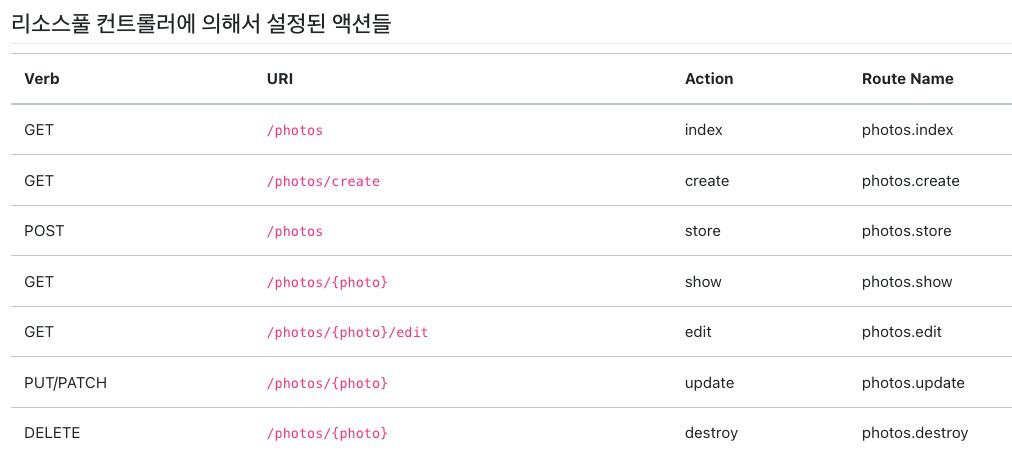 리소스풀 컨트롤러에 의해서 설정된 액션들
Verb URI Action Route Name
GET /photos index photos.index
GET /photos/create create photos.create
POST /photos store photos.store
GET /photos/{photo} show photos.show
GET /photos/{photo}/edit edit photos.edit
PUT/PATCH /photos/{photo} update photos.update
DELETE /photos/{photo} destroy photos.destroy